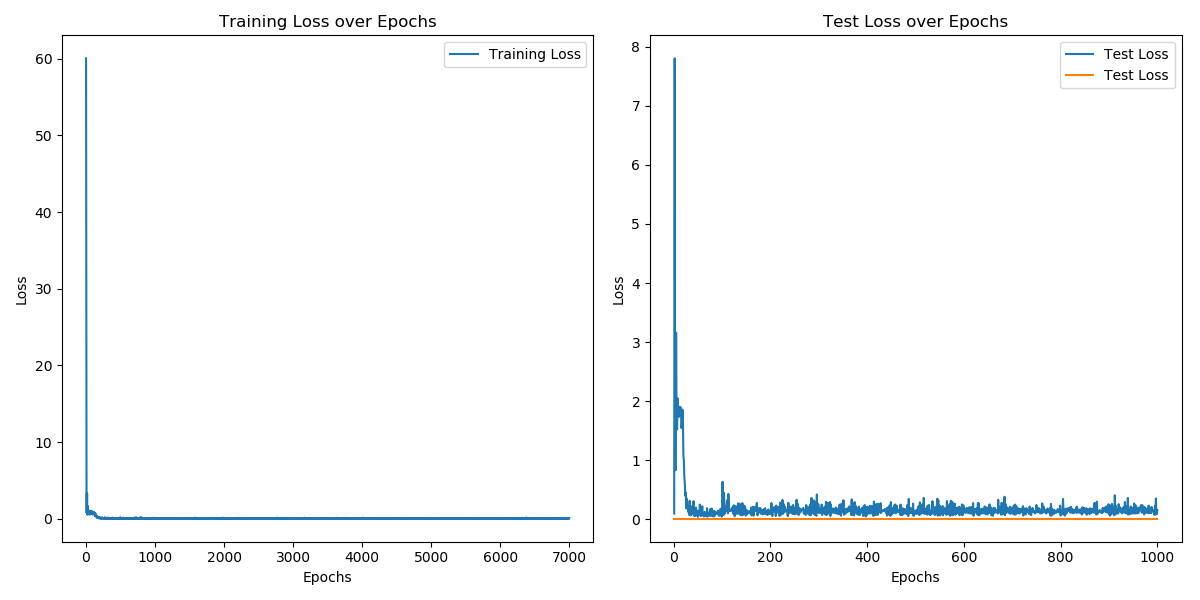 Training Loss over Epochs
Training Loss
60
50
40
30
20
10
0
Loss
0 1000 2000 3000 4000 5000 6000 7000
Epochs
Test Loss over Epochs
Test Loss
Test Loss
8
7
6
5
4
3
2
1
0
Loss
0 200 400 600 800 1000
Epochs